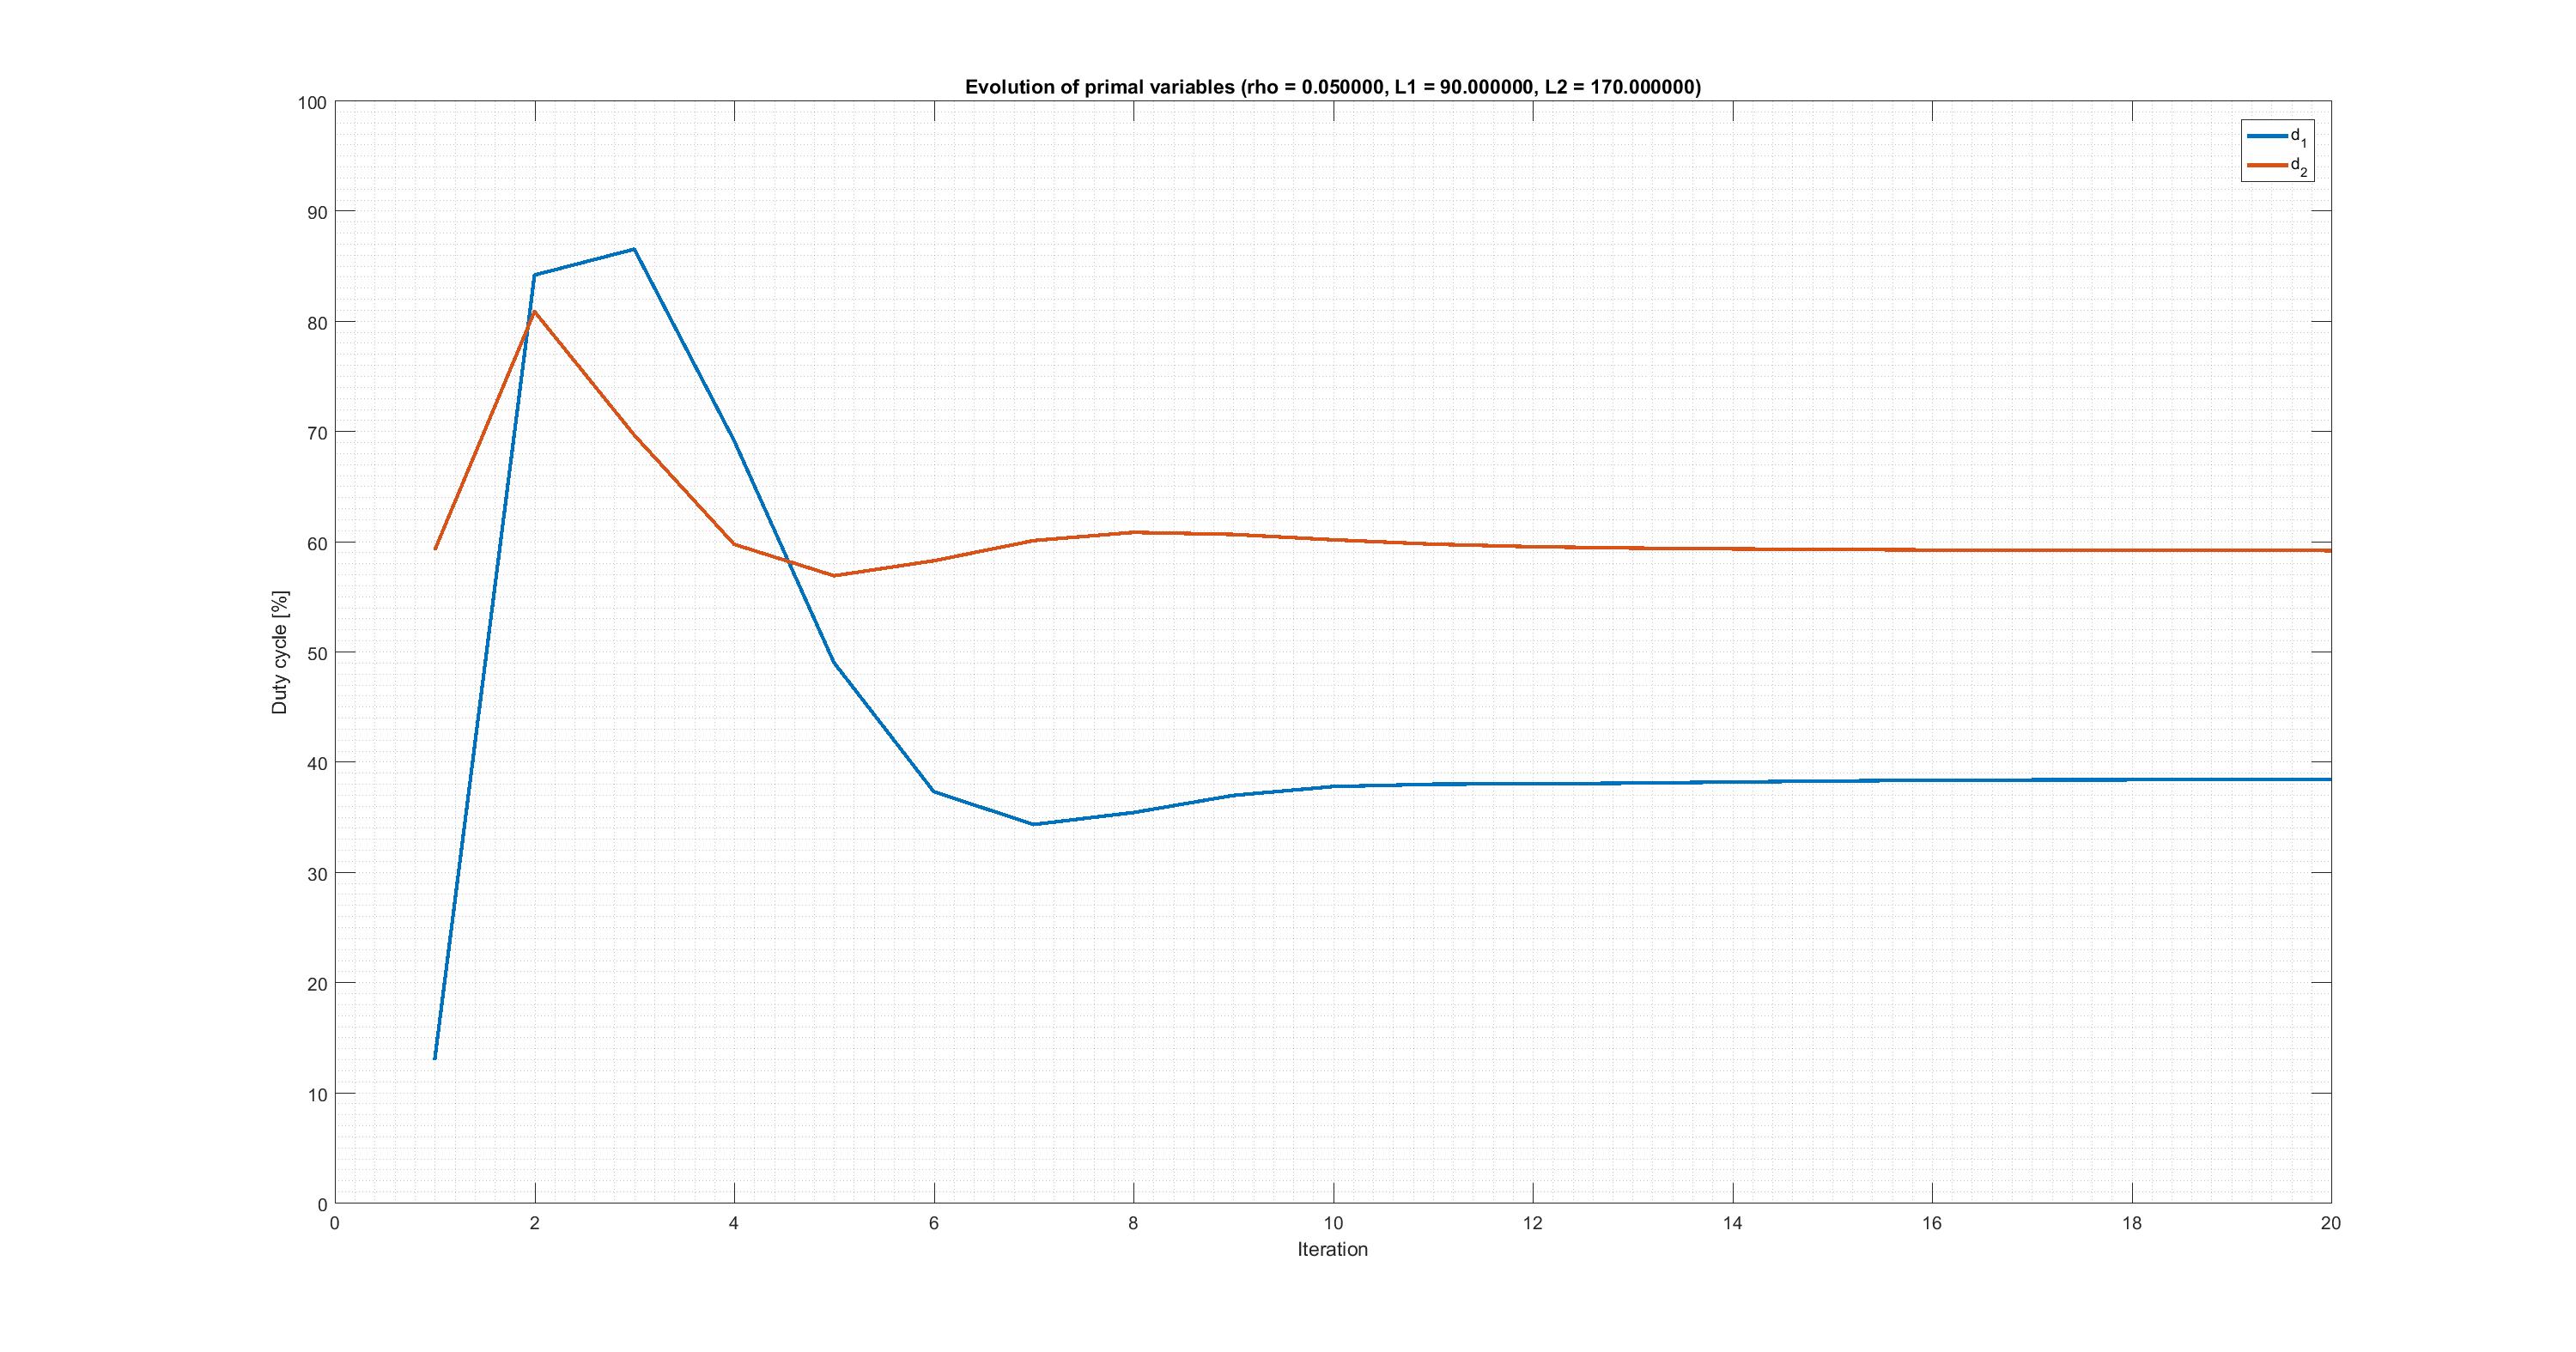 Evolution of primal variables (rho = 0.050000, L1 = 90.000000, L2 = 170.000000)
100
90
80
70
60
50
40
30
20
10
0
Duty cycle [%]
d1
d2
0 2 4 6 8 10 12 14 16 18 20
Iteration